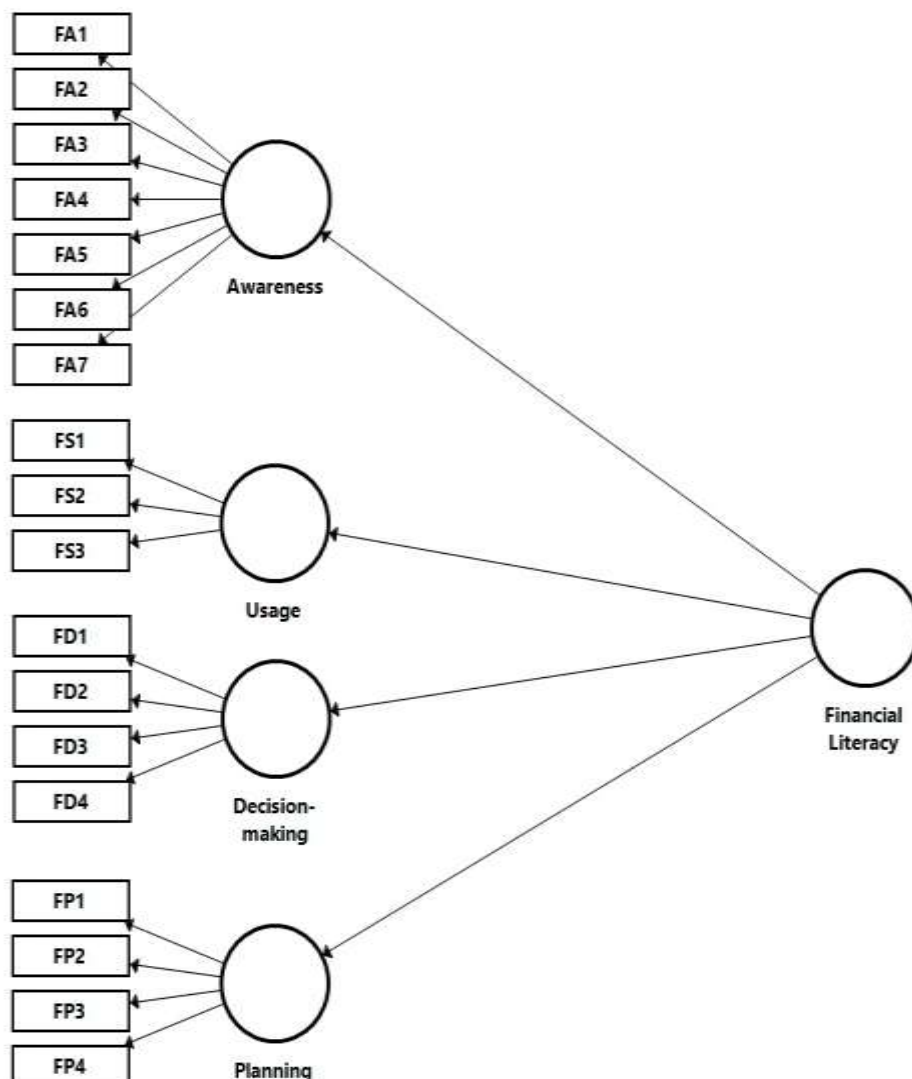 FA1
FA2
FA3
FA4
FA5
FA6
FA7
Awareness
FS1
FS2
FS3
Usage
FD1
FD2
FD3
FD4
Decision-
making
Financial
Literacy
FP1
FP2
FP3
FP4
Planning